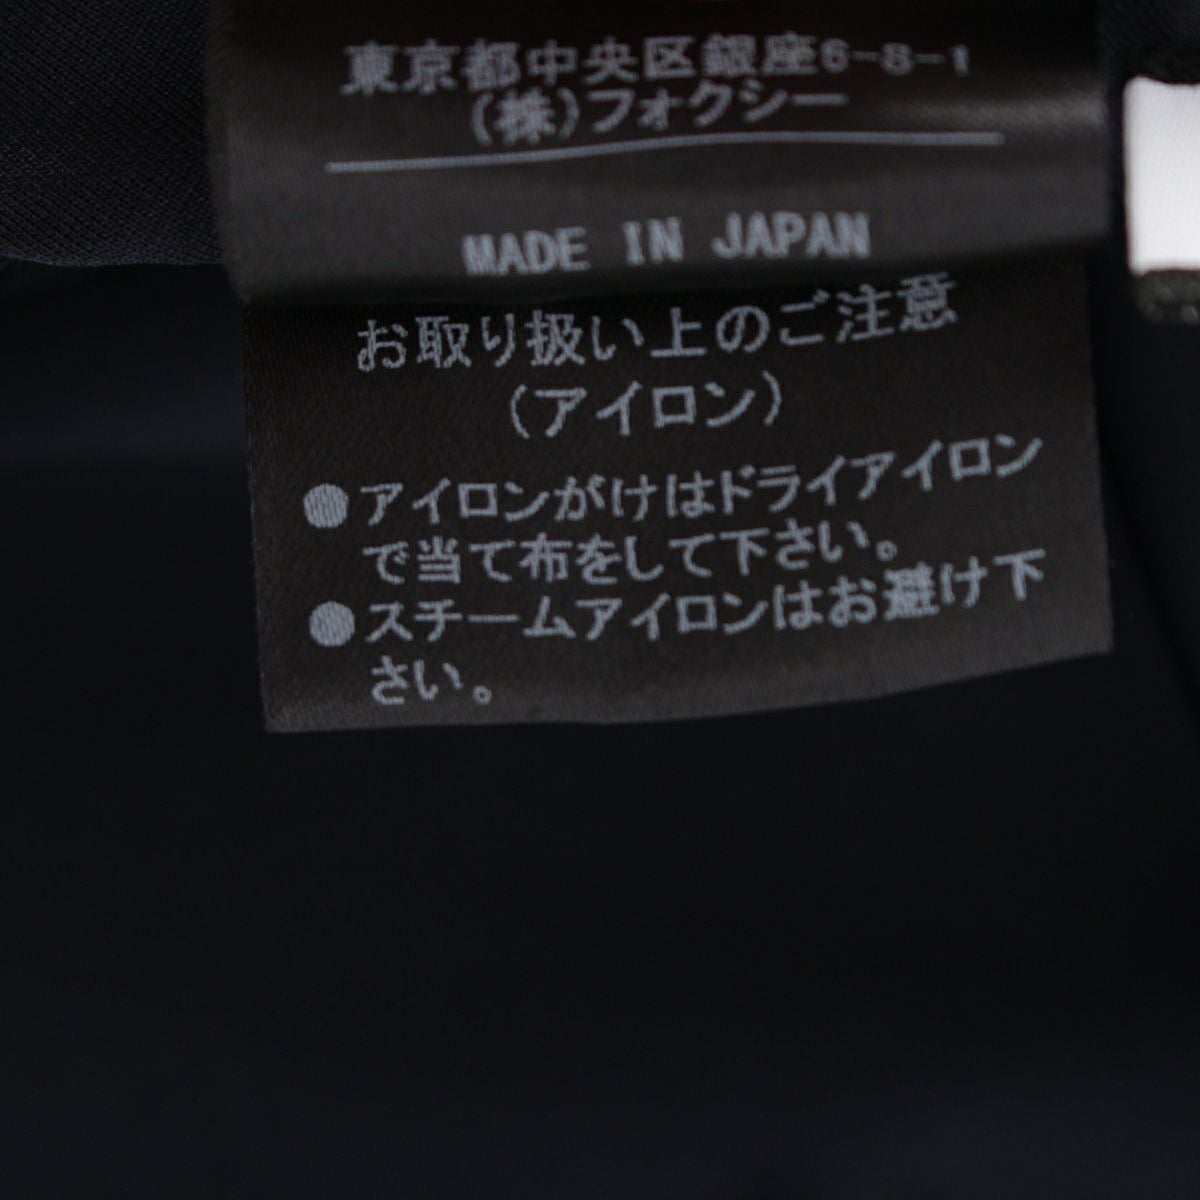 東京都中央区銀座6-8-1
(株)フォクシー
MADE IN JAPAN
お取り扱い上のご注意
(アイロン)
●アイロンがけはドライアイロン
で当て布をして下さい。
●スチームアイロンはお避け下
さい。